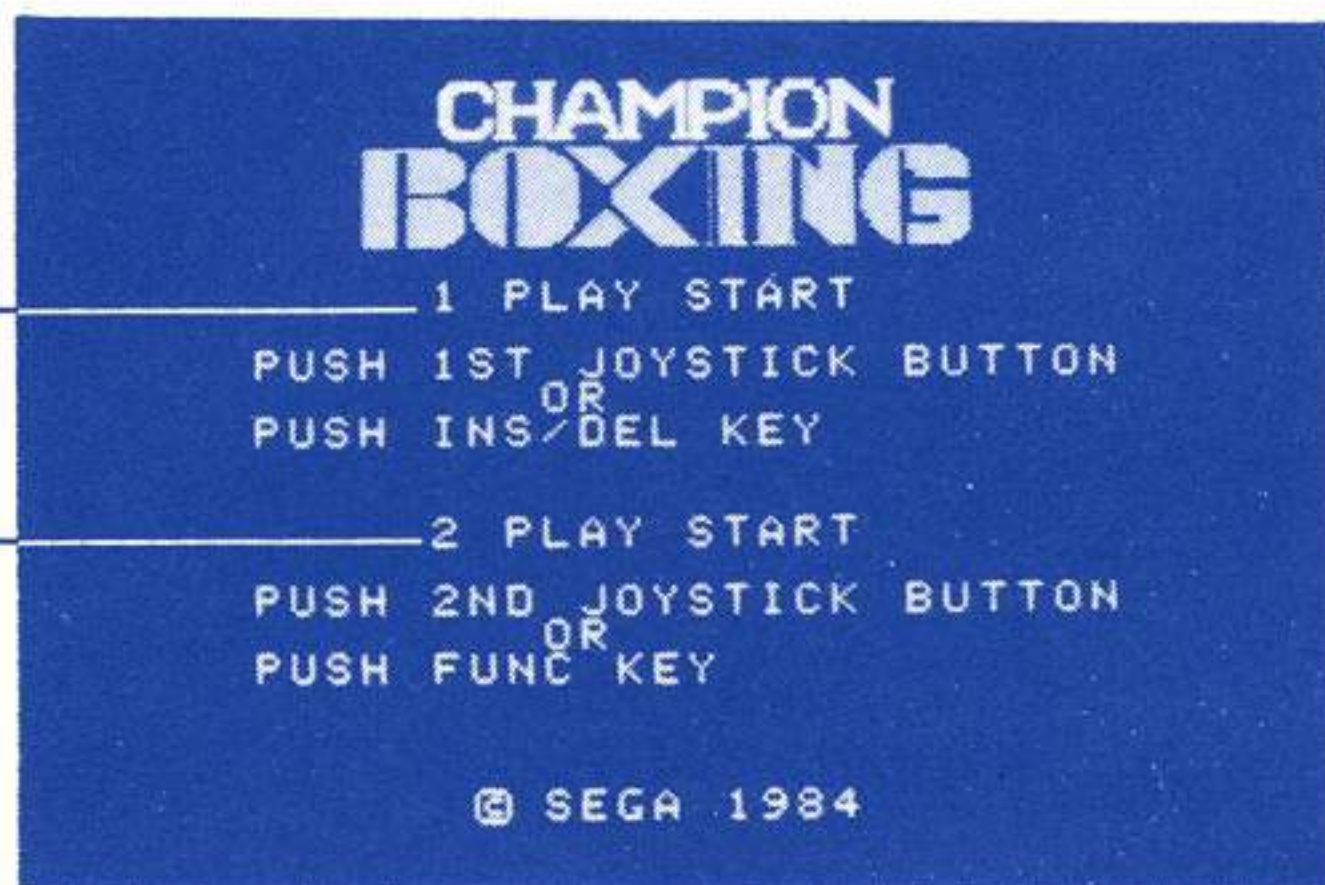 CHAMPION
BOXING
1 PLAY START
PUSH 1ST JOYSTICK BUTTON
OR
PUSH INS/DEL KEY
2 PLAY START
PUSH 2ND JOYSTICK BUTTON
OR
PUSH FUNC KEY
© SEGA 1984